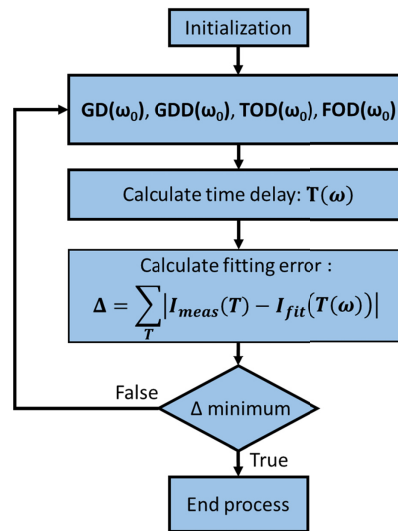 Initialization
GD(ω₀), GDD(ω₀), TOD(ω₀), FOD(ω₀)
Calculate time delay: T(ω)
Calculate fitting error :
Δ = ∑_T |I_meas(T) − I_fit(T(ω))|
False
Δ minimum
True
End process